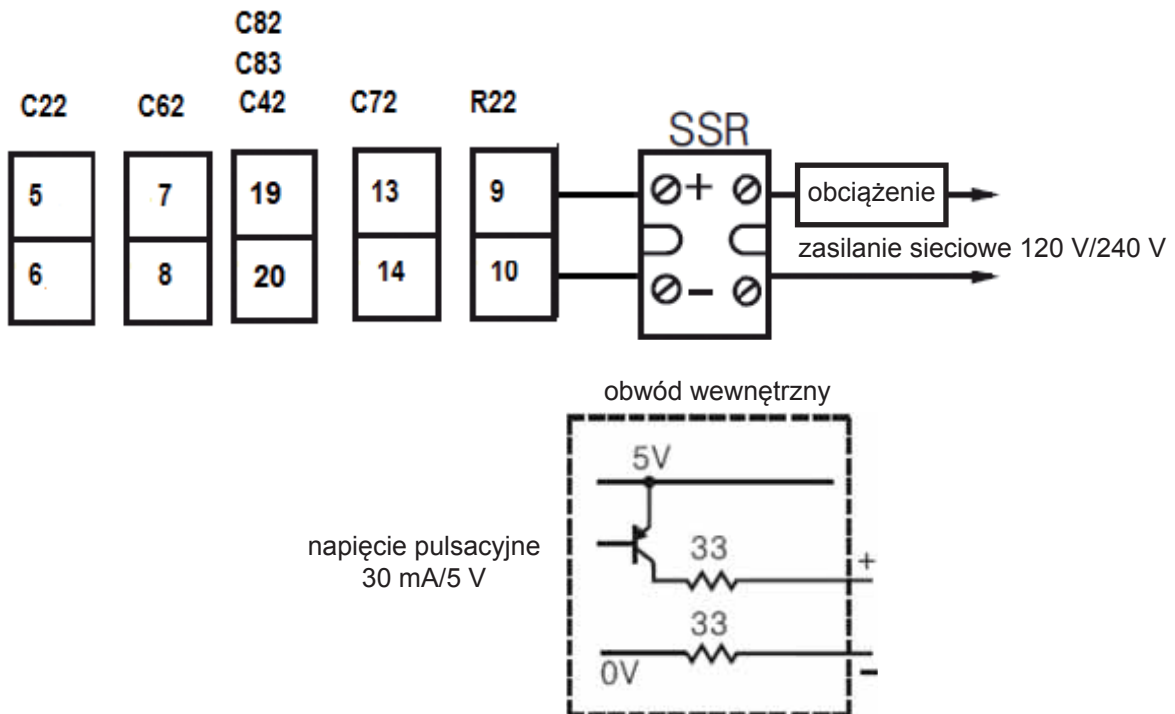 C82
C83
C22 C62 C42 C72 R22
SSR
5 7 19 13 9 + obciążenie
zasilanie sieciowe 120 V/240 V
6 8 20 14 10 -
obwód wewnętrzny
5V
napięcie pulsacyjne 33
30 mA/5 V +
33
0V -